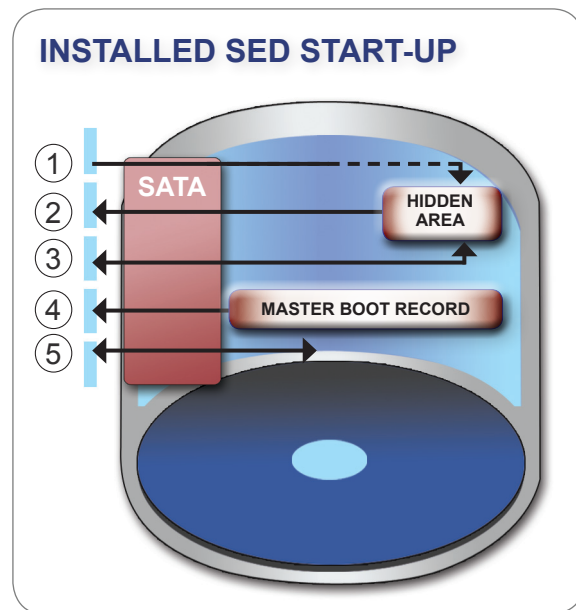 INSTALLED SED START-UP
1
SATA
2
HIDDEN
AREA
3
4
MASTER BOOT RECORD
5